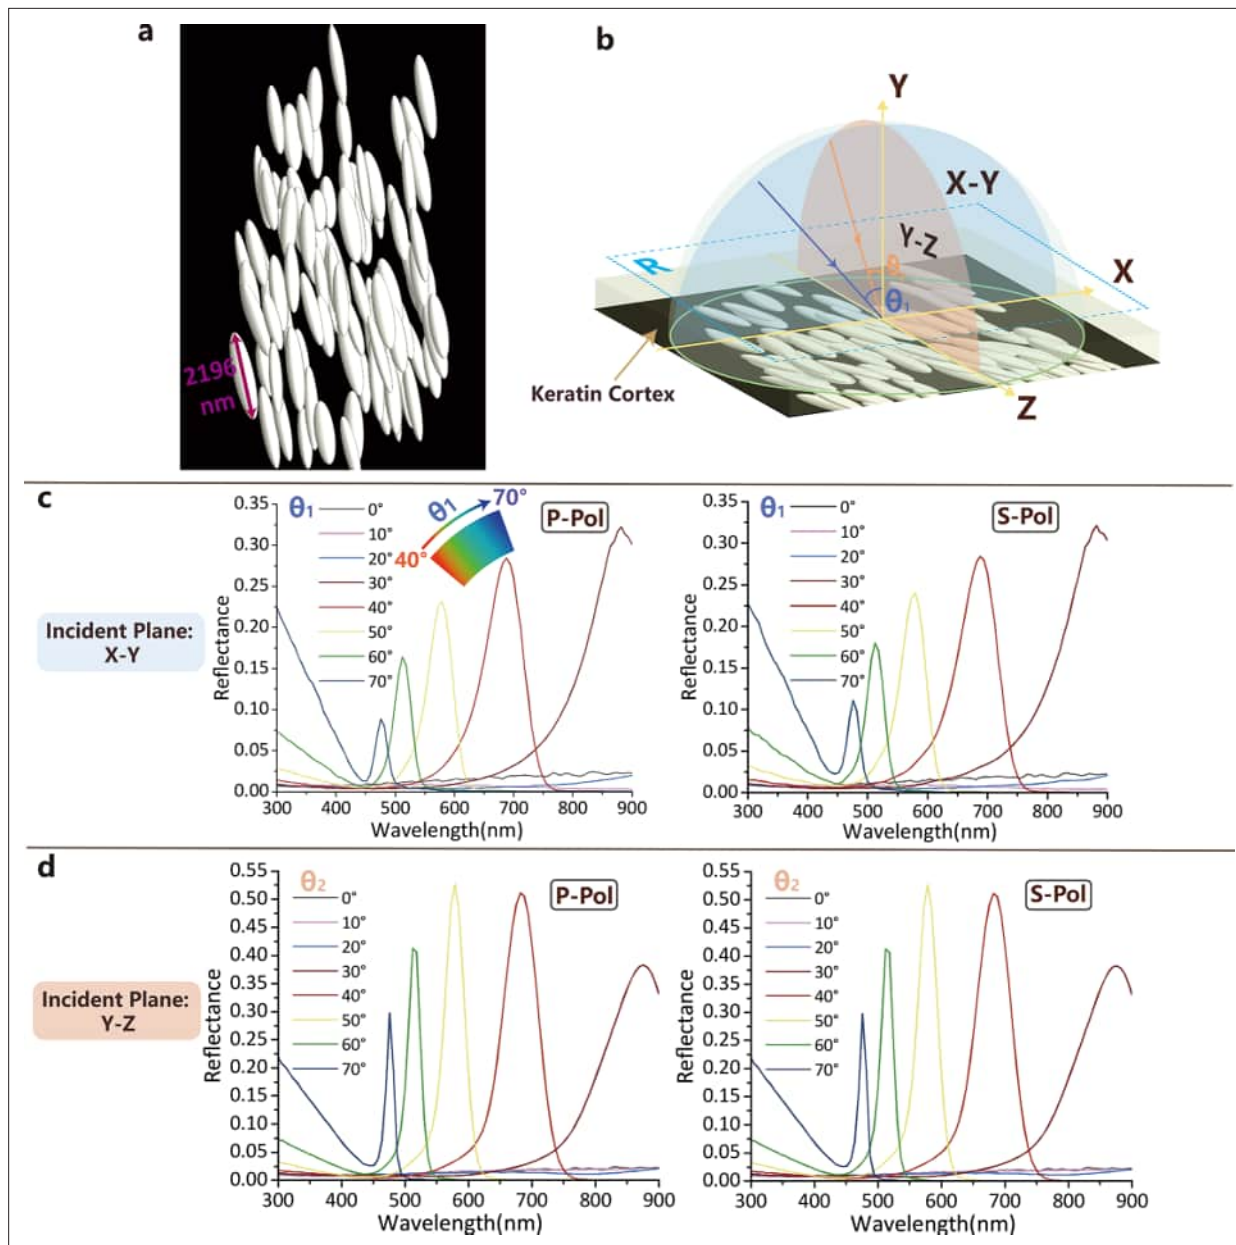 a
2196
nm
b
Y
X-Y
Y-Z
R
θ
θ1
X
Z
Keratin Cortex
c
Incident Plane:
X-Y
θ1
0°
10°
20°
30°
40°
50°
60°
70°
θ1
40°
70°
P-Pol
Reflectance
0.35
0.30
0.25
0.20
0.15
0.10
0.05
0.00
300 400 500 600 700 800 900
Wavelength(nm)
θ1
0°
10°
20°
30°
40°
50°
60°
70°
S-Pol
Reflectance
0.35
0.30
0.25
0.20
0.15
0.10
0.05
0.00
300 400 500 600 700 800 900
Wavelength(nm)
d
Incident Plane:
Y-Z
θ2
0°
10°
20°
30°
40°
50°
60°
70°
P-Pol
Reflectance
0.55
0.50
0.45
0.40
0.35
0.30
0.25
0.20
0.15
0.10
0.05
0.00
300 400 500 600 700 800 900
Wavelength(nm)
θ2
0°
10°
20°
30°
40°
50°
60°
70°
S-Pol
Reflectance
0.55
0.50
0.45
0.40
0.35
0.30
0.25
0.20
0.15
0.10
0.05
0.00
300 400 500 600 700 800 900
Wavelength(nm)